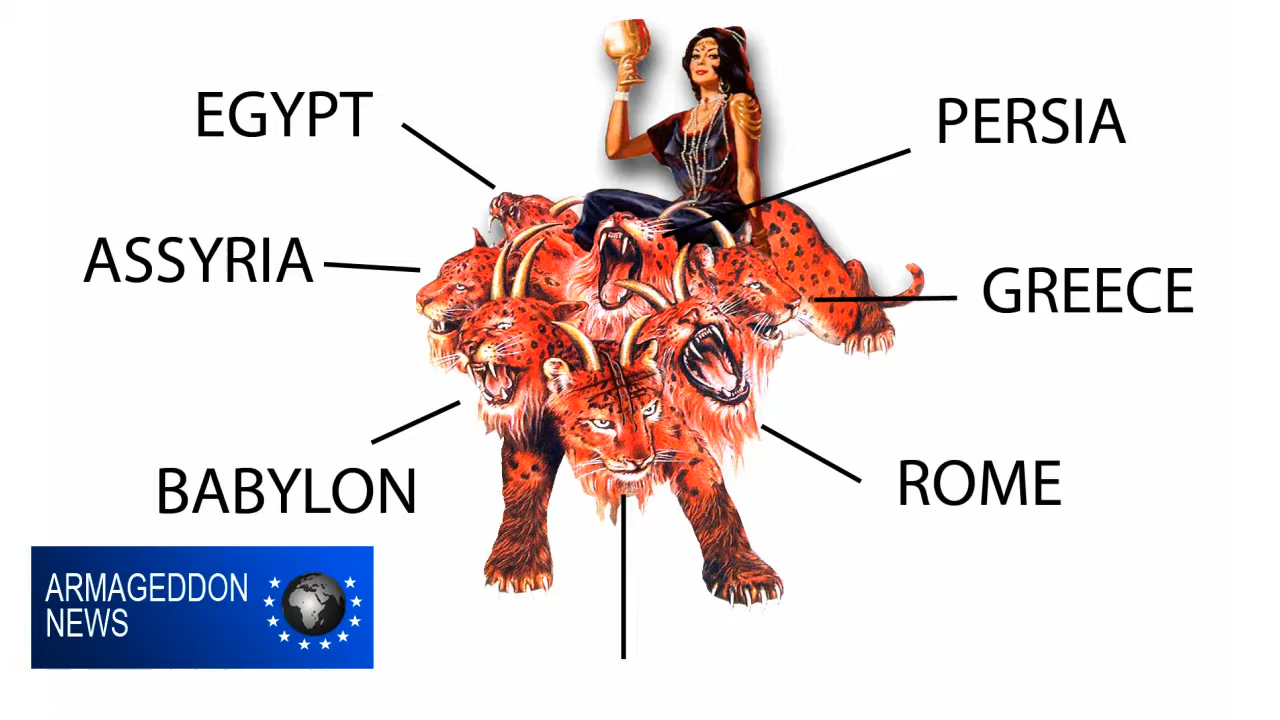 EGYPT
PERSIA
ASSYRIA
GREECE
BABYLON
ROME
ARMAGEDDON
NEWS